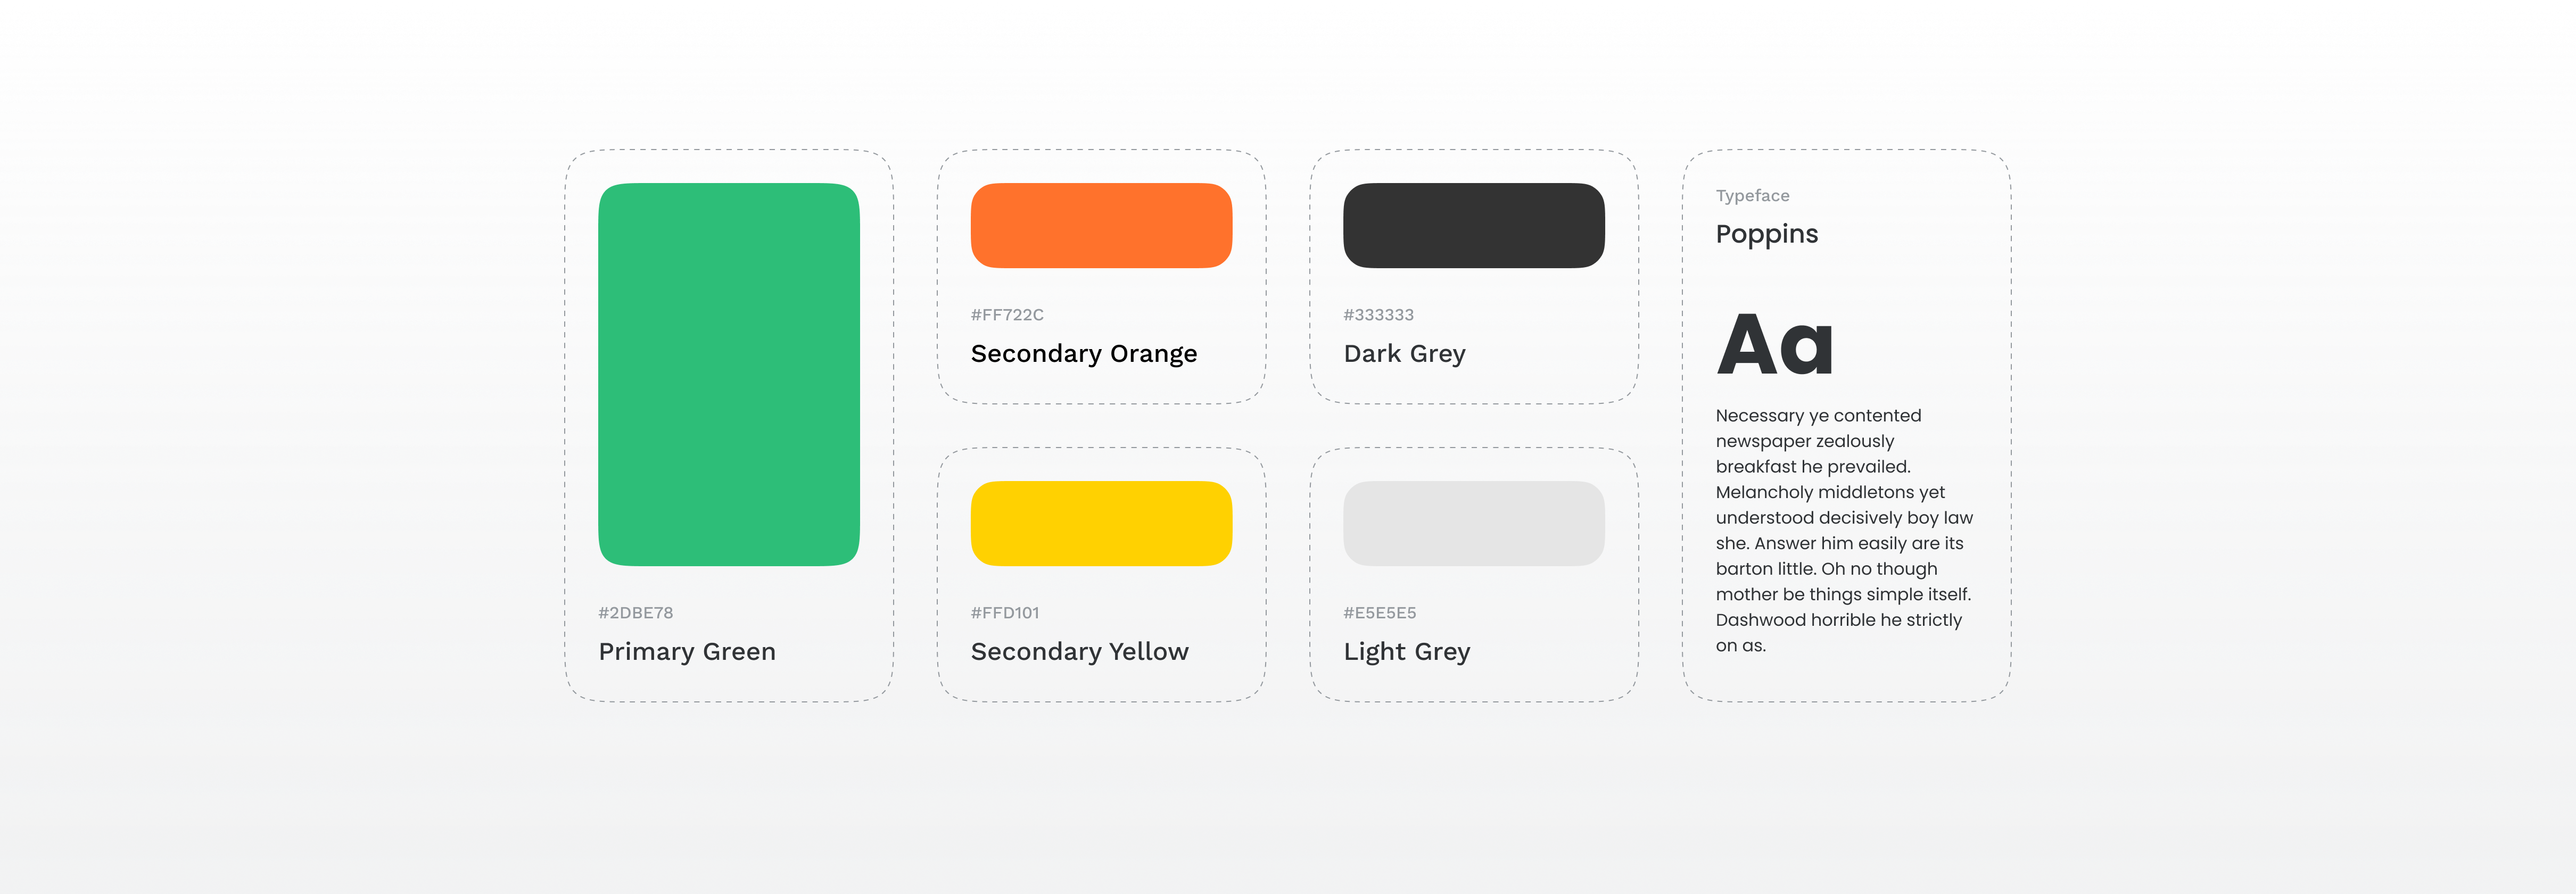 #2DBE78
Primary Green
#FF722C
Secondary Orange
#FFD101
Secondary Yellow
#333333
Dark Grey
#E5E5E5
Light Grey
Typeface
Poppins
Aa
Necessary ye contented
newspaper zealously
breakfast he prevailed.
Melancholy middletons yet
understood decisively boy law
she. Answer him easily are its
barton little. Oh no though
mother be things simple itself.
Dashwood horrible he strictly
on as.